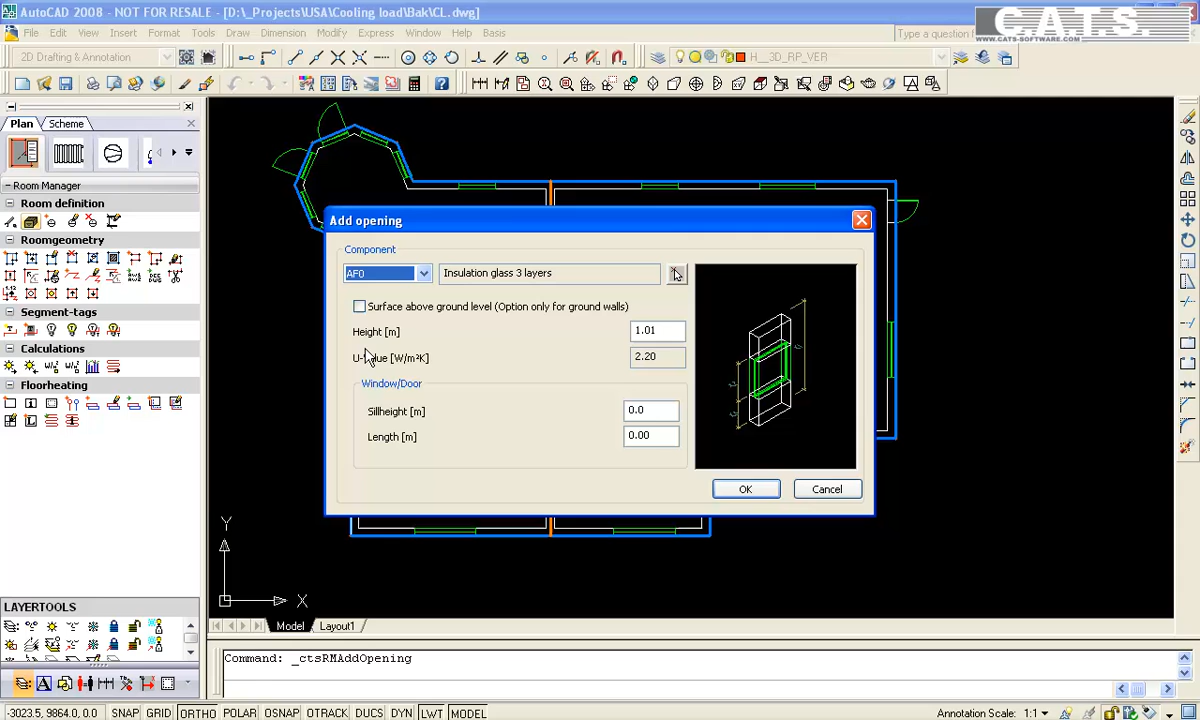 AutoCAD 2008 - NOT FOR RESALE - [D:\_Projects\USA\Cooling load\Bak\CL.dwg]
CATS
WWW.CATS-SOFTWARE.COM
File Edit View Insert Format Tools Draw Dimension Modify Express Window Help Basis
Type a question
2D Drafting & Annotation
H__3D_RP_VER
Plan Scheme
Room Manager
Room definition
Roomgeometry
Segment-tags
Calculations
Floorheating
LAYERTOOLS
Add opening
Component
AF0
Insulation glass 3 layers
Surface above ground level (Option only for ground walls)
Height [m]
1.01
[W/m²K]
2.20
Window/Door
Sillheight [m]
0.0
Length [m]
0.00
OK Cancel
Y
X
Model Layout1
Command: _ctsRMAddOpening
-3023.5, 9864.0, 0.0 SNAP GRID ORTHO POLAR OSNAP OTRACK DUCS DYN LWT MODEL Annotation Scale: 1:1